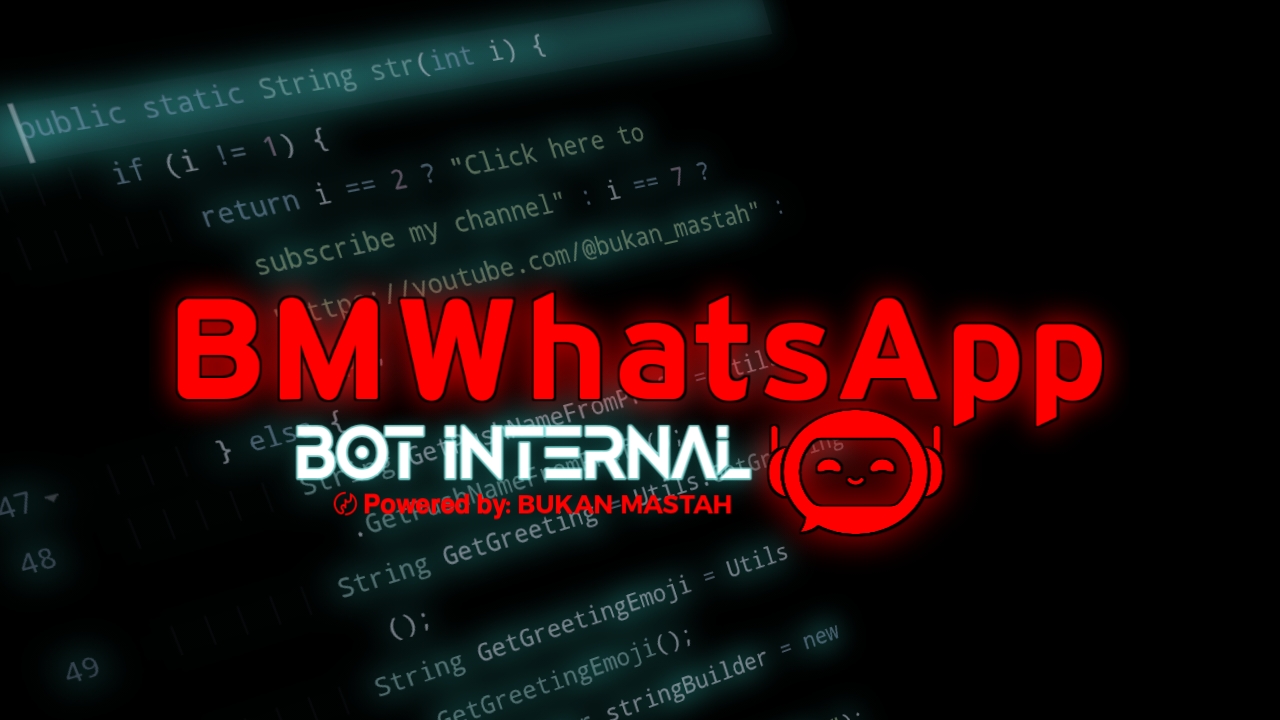 public static String str(int i) {
if (i != 1) {
return i == 2 ? "Click here to
subscribe my channel" : i == 7 ?
"https://youtube.com/@bukan_mastah" :
BMWhatsApp
} else {
BOT INTERNAL
Powered by: BUKAN MASTAH
47
String
= Utils
48
String GetGreeting = Utils
();
String GetGreetingEmoji = Utils
49
GetGreetingEmoji();
stringBuilder = new